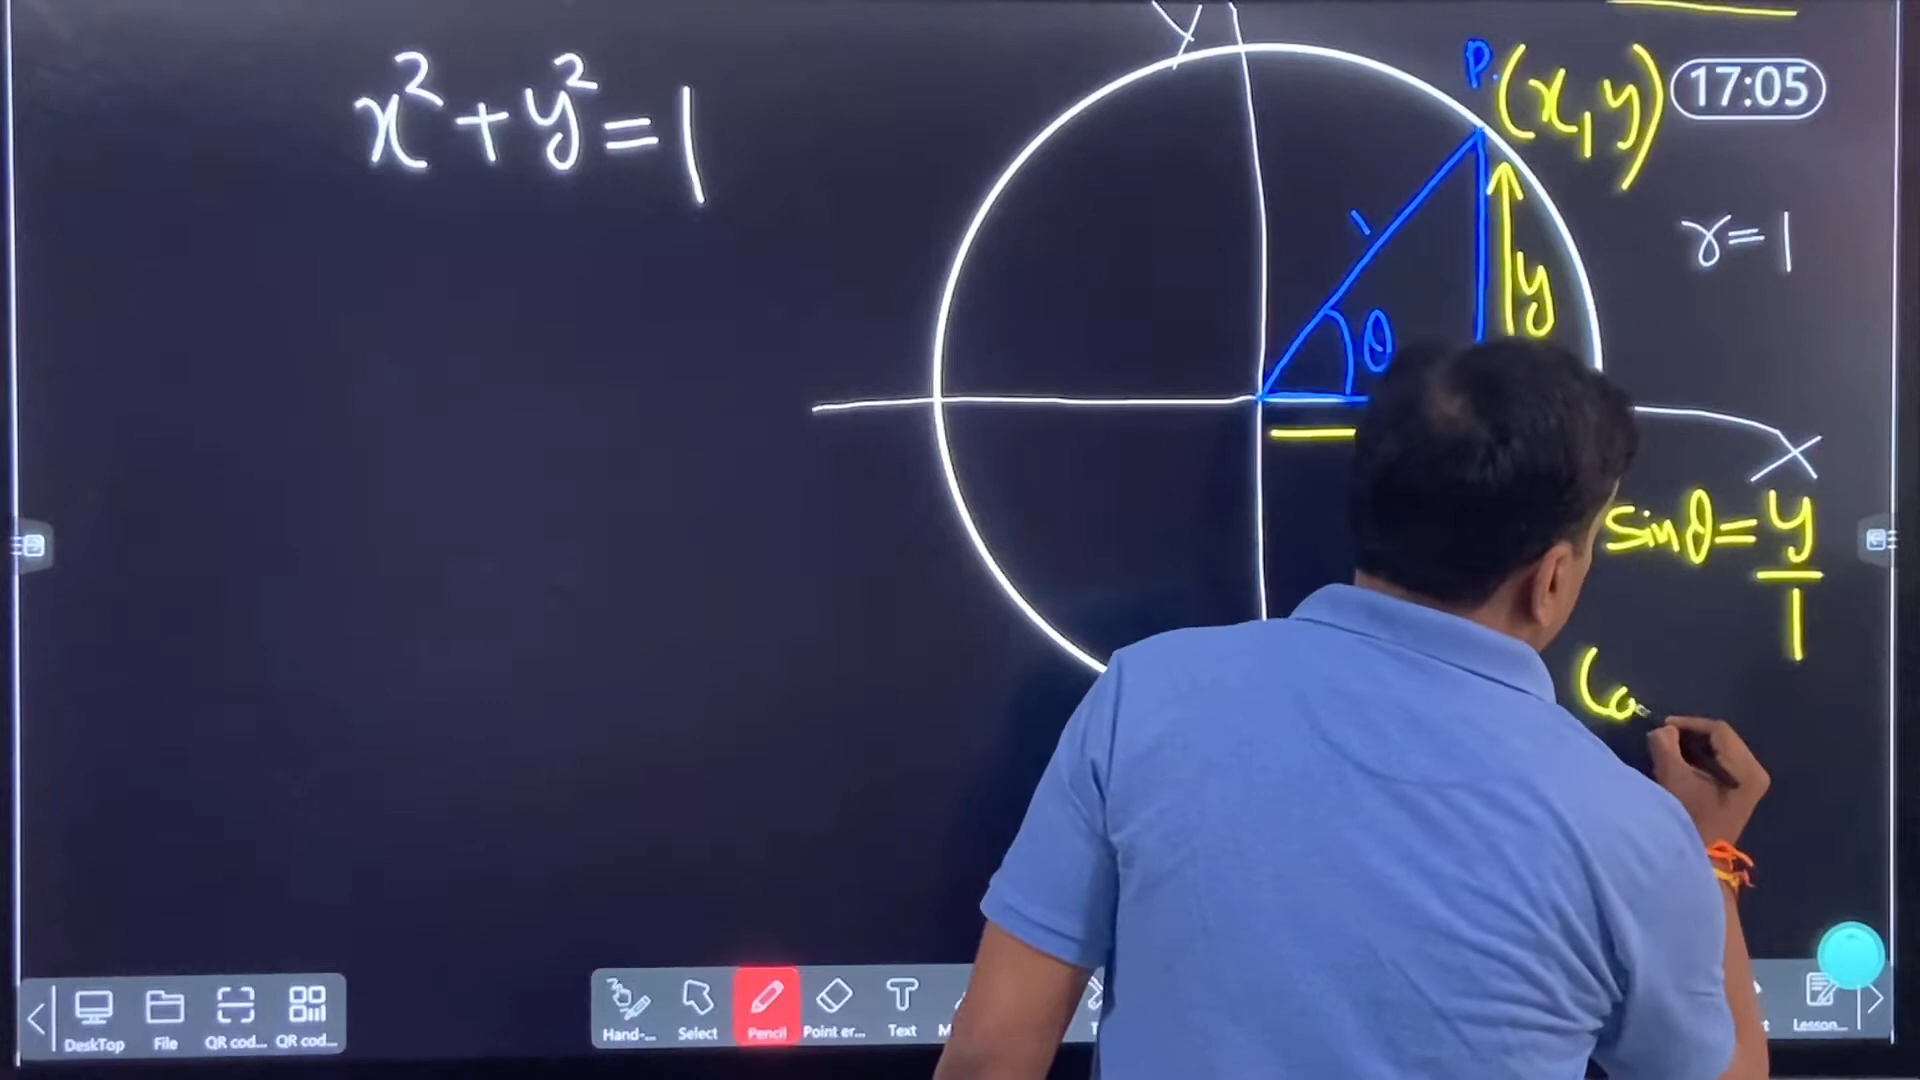 x²+y²=1
y
P. (x, y)
17:05
r=1
y
θ
x
sinθ=y/1
Co
DeskTop
File
QR cod...
QR cod...
Hand-...
Select
Pencil
Point er...
Text
M
T
t
Lesson...